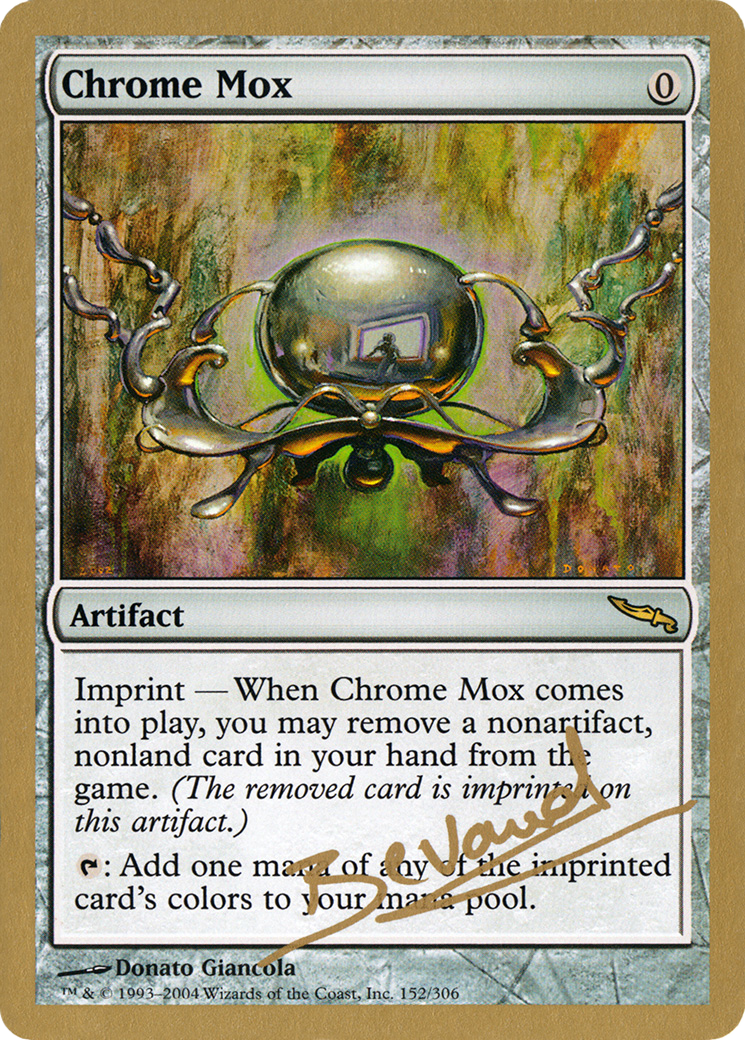 Chrome Mox 0
2002 DONATO
Artifact
Imprint — When Chrome Mox comes
into play, you may remove a nonartifact,
nonland card in your hand from the
game. (The removed card is imprinted on
this artifact.)
: Add one mana of any of the imprinted
card's colors to your mana pool.
Bevand
Donato Giancola
™ & © 1993–2004 Wizards of the Coast, Inc. 152/306